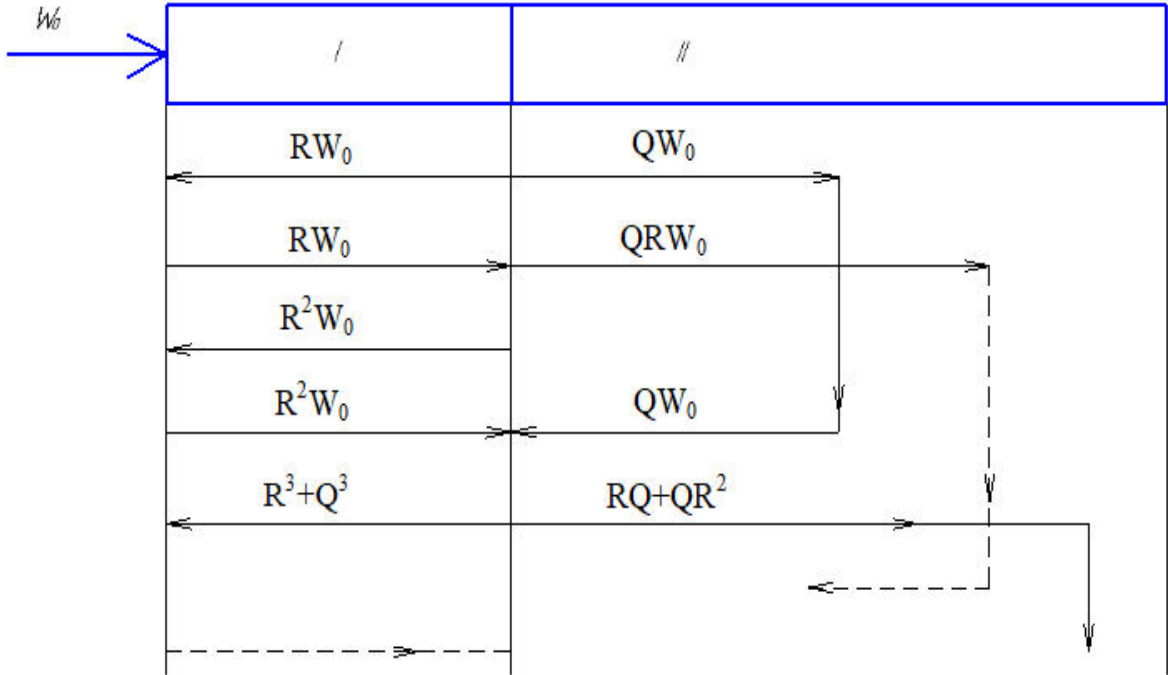 W₀
I II
RW₀ QW₀
RW₀ QRW₀
R²W₀
R²W₀ QW₀
R³+Q³ RQ+QR²